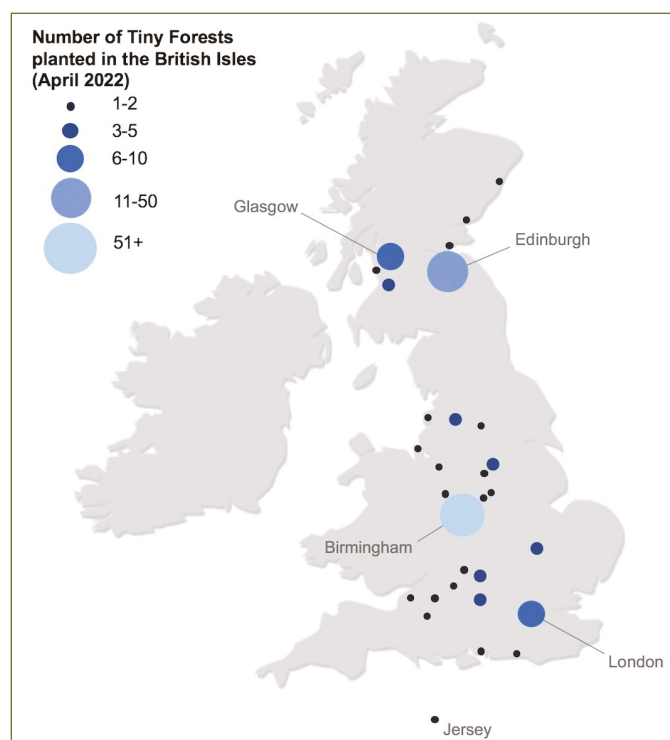 Number of Tiny Forests
planted in the British Isles
(April 2022)
1-2
3-5
6-10
11-50
51+
Glasgow
Edinburgh
Birmingham
London
Jersey